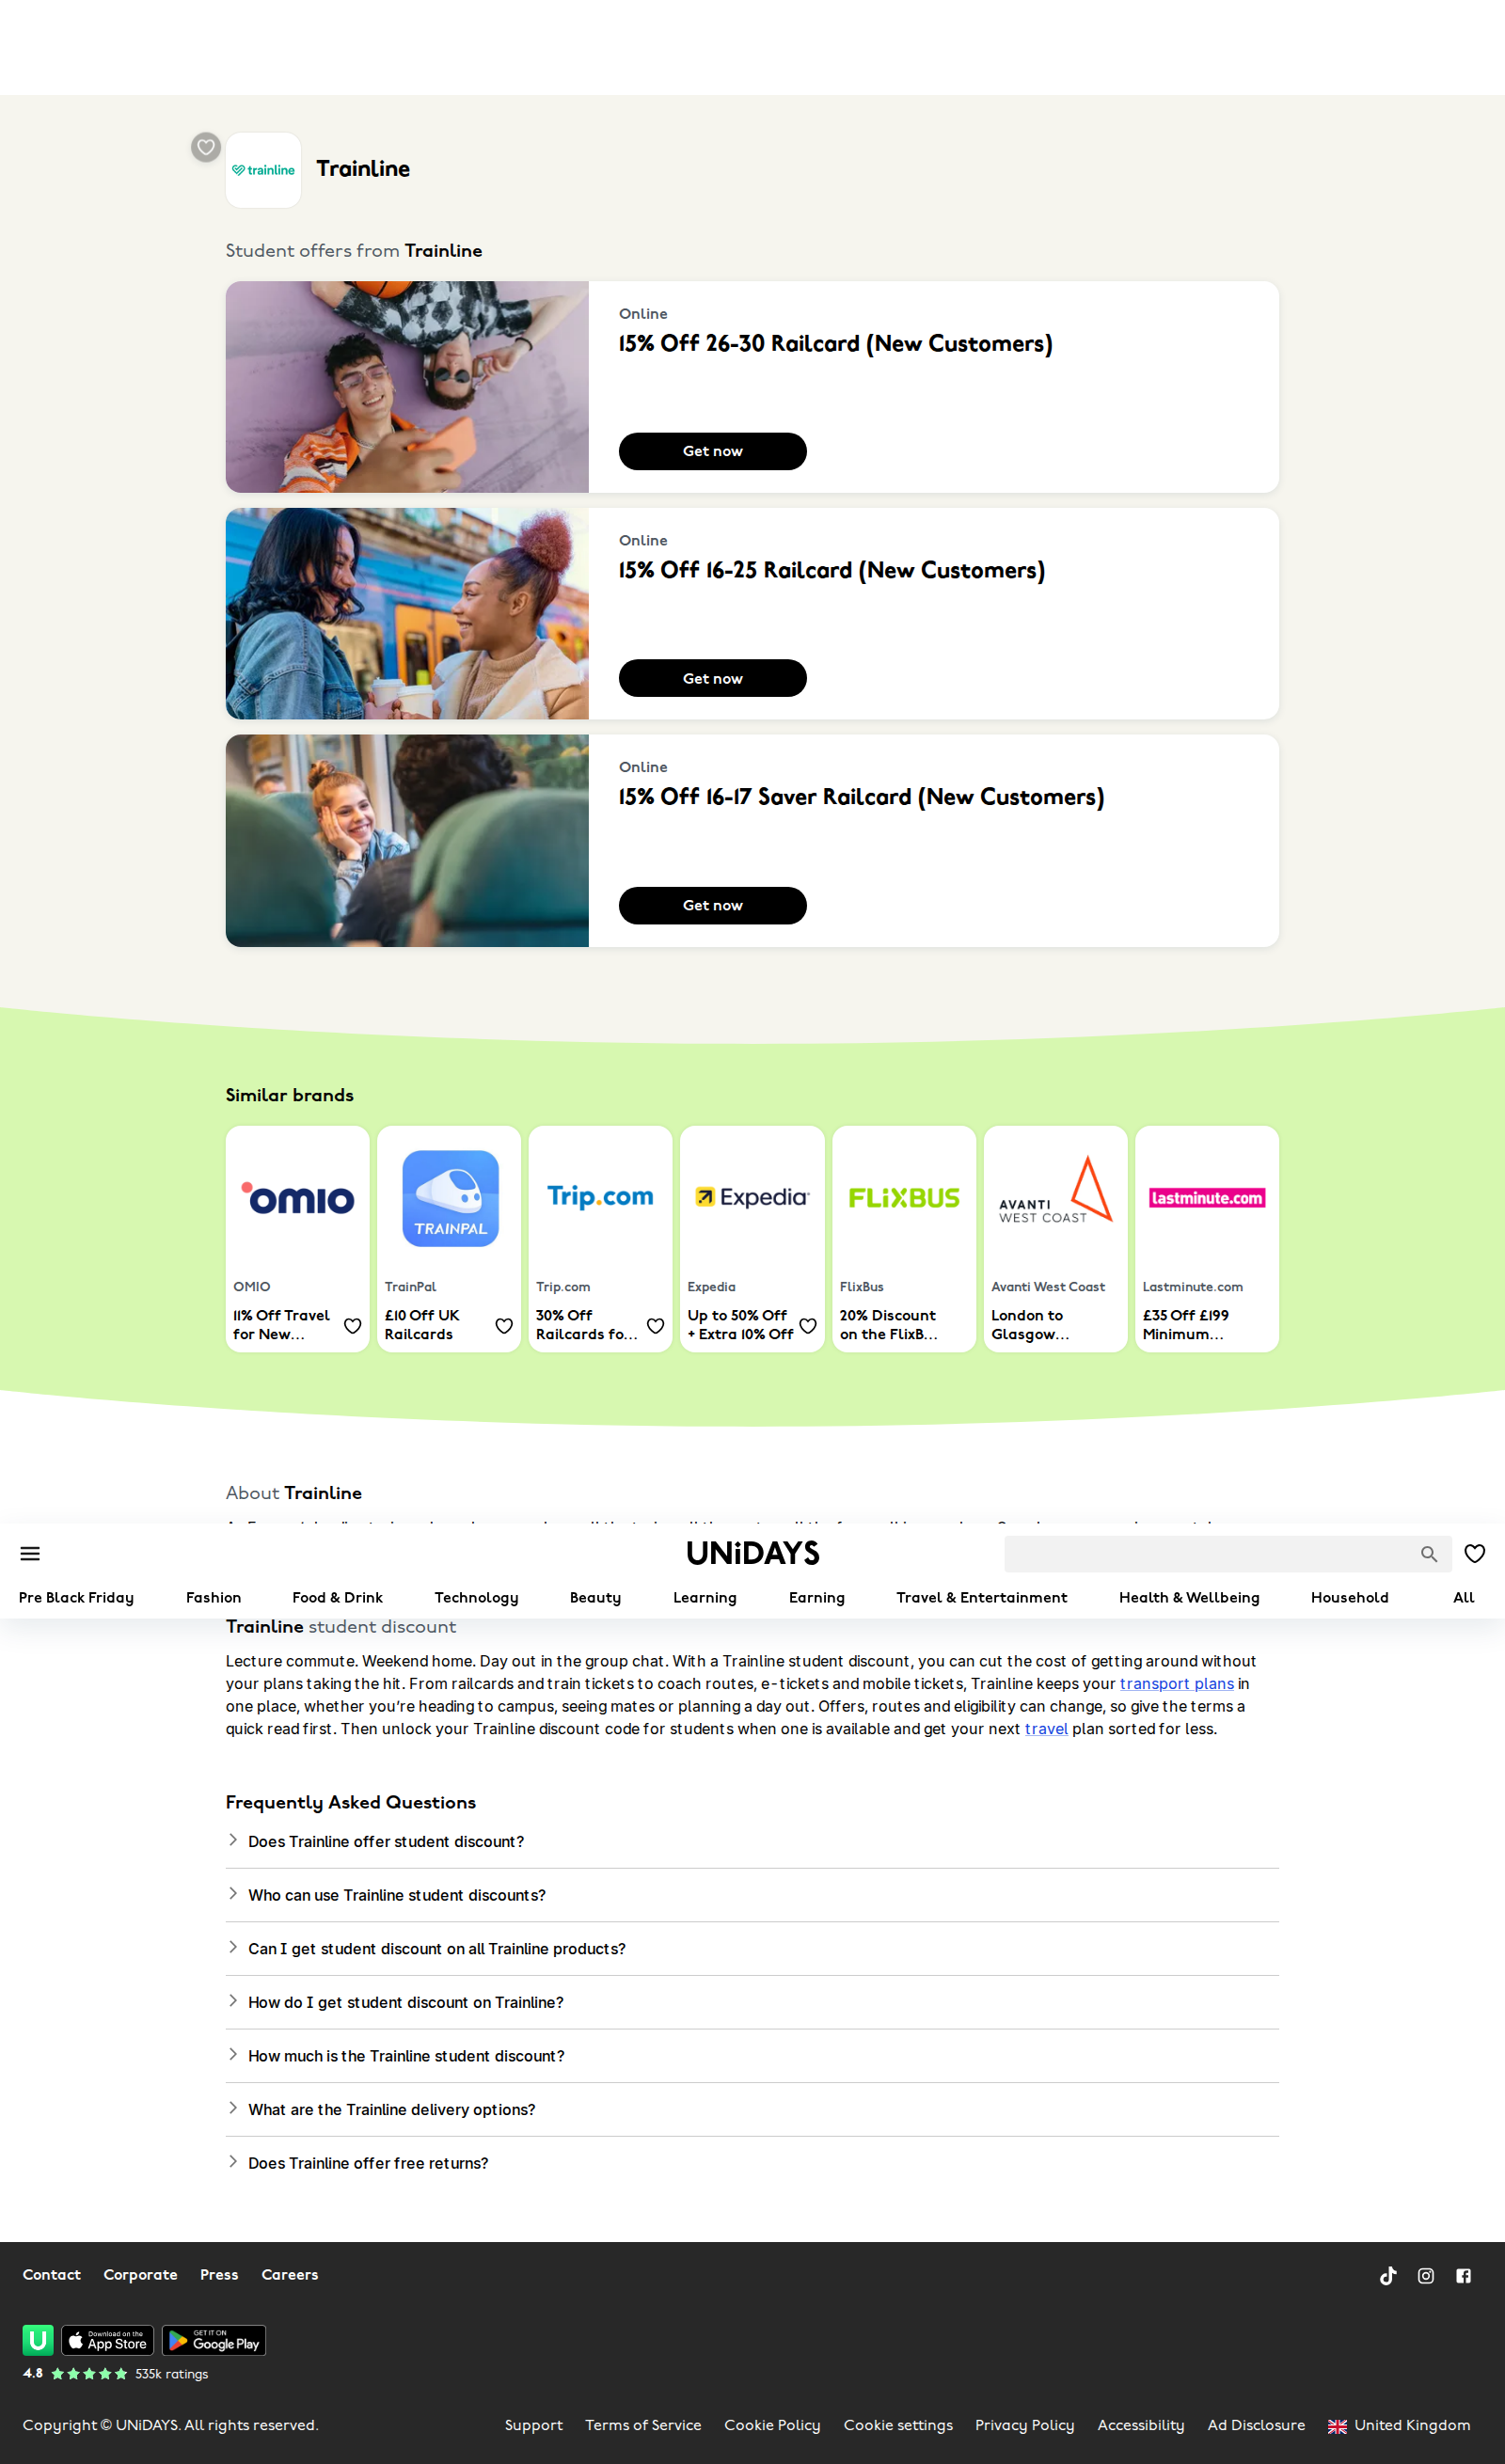 trainline
Trainline
Student offers from Trainline
Online
15% Off 26-30 Railcard (New Customers)
Get now
Online
15% Off 16-25 Railcard (New Customers)
Get now
Online
15% Off 16-17 Saver Railcard (New Customers)
Get now
Similar brands
OMIO
TRAINPAL
Trip.com
Expedia
FLiXBUS
AVANTI
WEST COAST
lastminute.com
OMIO
11% Off Travel
for New...
TrainPal
£10 Off UK
Railcards
Trip.com
30% Off
Railcards fo...
Expedia
Up to 50% Off
+ Extra 10% Off
FlixBus
20% Discount
on the FlixB...
Avanti West Coast
London to
Glasgow...
Lastminute.com
£35 Off £199
Minimum...
About Trainline
UNiDAYS
Pre Black Friday Fashion Food & Drink Technology Beauty Learning Earning Travel & Entertainment Health & Wellbeing Household All
Trainline student discount
Lecture commute. Weekend home. Day out in the group chat. With a Trainline student discount, you can cut the cost of getting around without
your plans taking the hit. From railcards and train tickets to coach routes, e-tickets and mobile tickets, Trainline keeps your transport plans in
one place, whether you’re heading to campus, seeing mates or planning a day out. Offers, routes and eligibility can change, so give the terms a
quick read first. Then unlock your Trainline discount code for students when one is available and get your next travel plan sorted for less.
Frequently Asked Questions
Does Trainline offer student discount?
Who can use Trainline student discounts?
Can I get student discount on all Trainline products?
How do I get student discount on Trainline?
How much is the Trainline student discount?
What are the Trainline delivery options?
Does Trainline offer free returns?
Contact Corporate Press Careers
U
Download on the
App Store
GET IT ON
Google Play
4.8 535k ratings
Copyright © UNiDAYS. All rights reserved. Support Terms of Service Cookie Policy Cookie settings Privacy Policy Accessibility Ad Disclosure United Kingdom